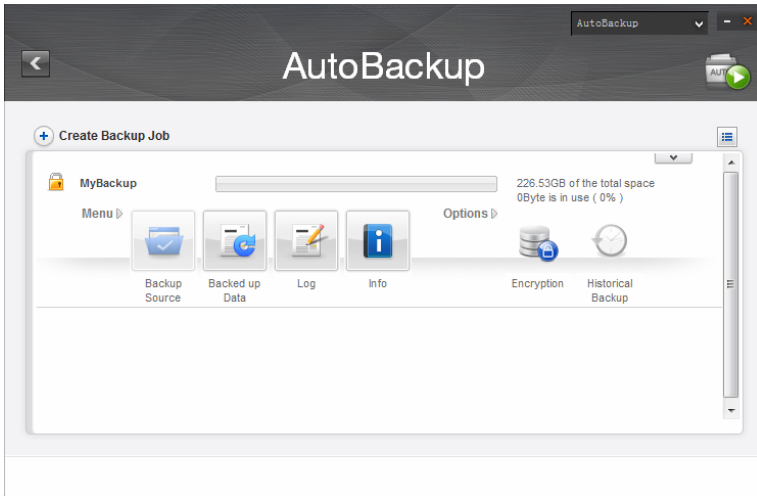 AutoBackup
AutoBackup
AUTO
Create Backup Job
MyBackup
226.53GB of the total space
0Byte is in use ( 0% )
Menu
Options
Backup Source
Backed up Data
Log
Info
Encryption
Historical Backup